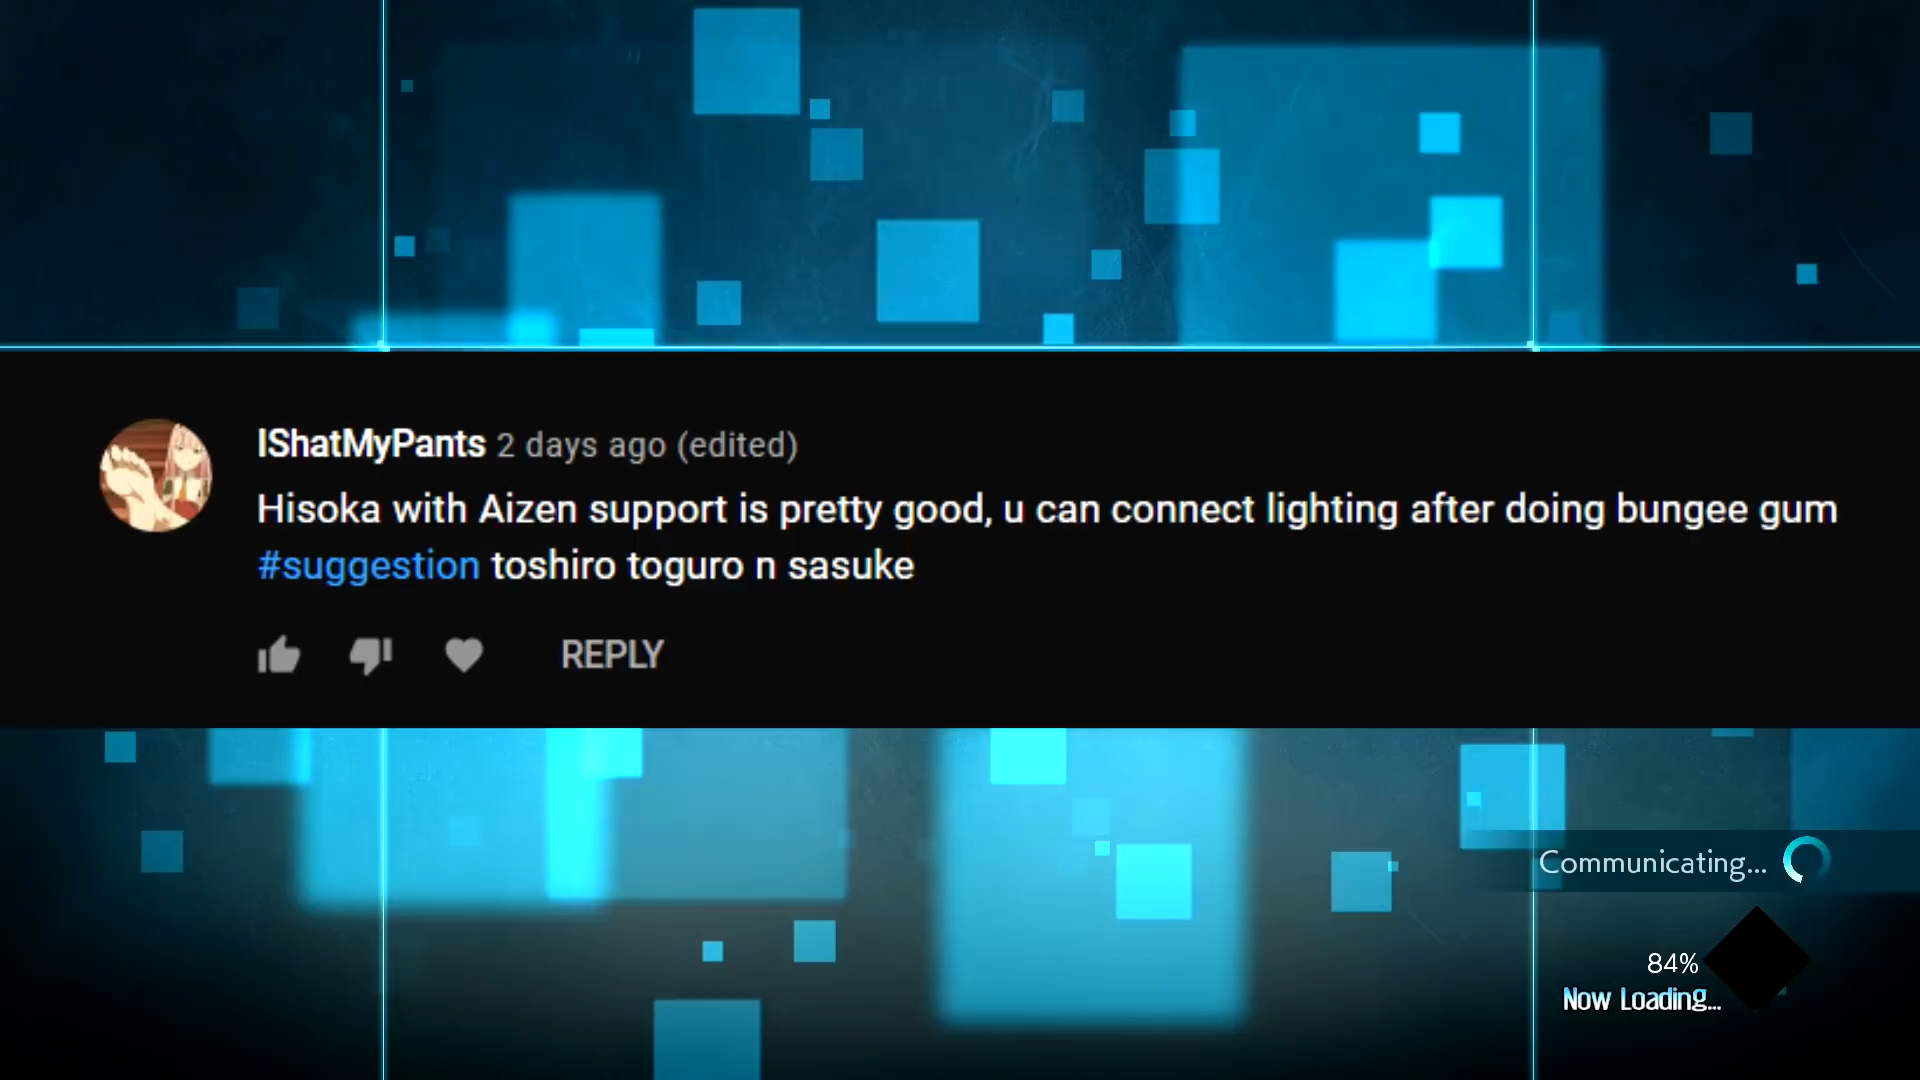 IShatMyPants 2 days ago (edited)
Hisoka with Aizen support is pretty good, u can connect lighting after doing bungee gum
#suggestion toshiro toguro n sasuke
REPLY
Communicating...
84%
Now Loading...